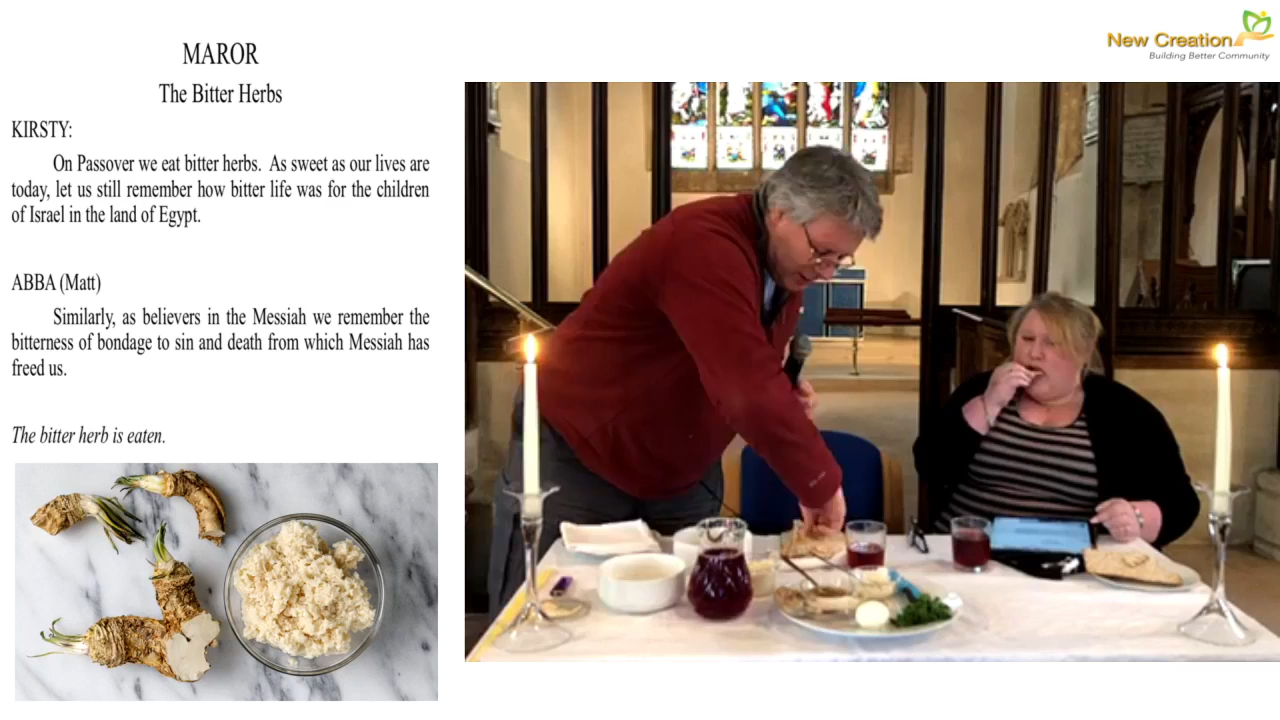 MAROR
The Bitter Herbs
KIRSTY:
On Passover we eat bitter herbs. As sweet as our lives are
today, let us still remember how bitter life was for the children
of Israel in the land of Egypt.
ABBA (Matt)
Similarly, as believers in the Messiah we remember the
bitterness of bondage to sin and death from which Messiah has
freed us.
The bitter herb is eaten.
New Creation
Building Better Community